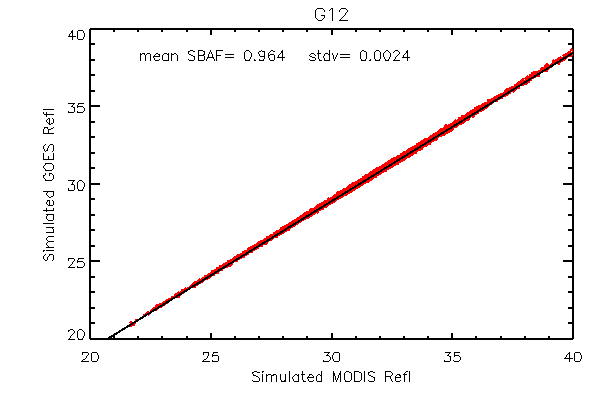 G12
mean SBAF= 0.964 stdv= 0.0024
40
35
30
25
20
Simulated GOES Refl
20 25 30 35 40
Simulated MODIS Refl